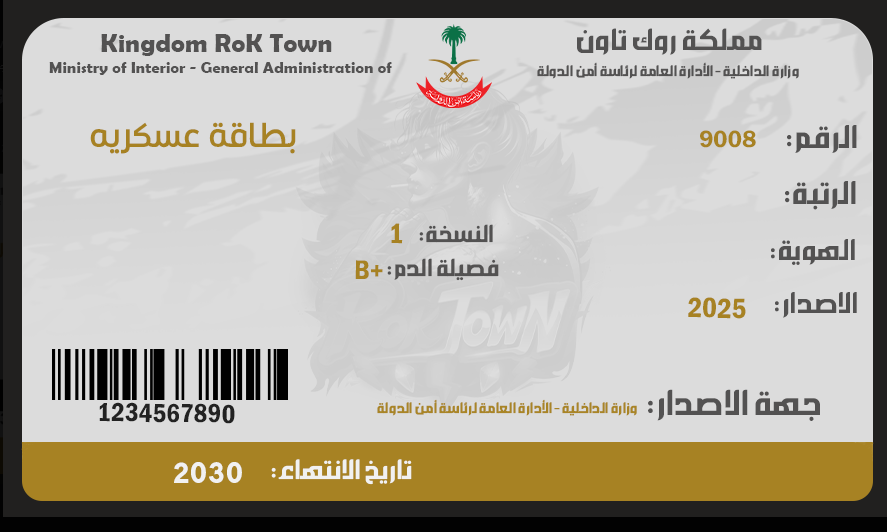 Kingdom RoK Town
Ministry of Interior - General Administration of
مملكة روك تاون
وزارة الداخلية - الأدارة العامة لرئاسة أمن الدولة
بطاقة عسكريه
الرقم: 9008
الرتبة:
الهوية:
الاصدار: 2025
النسخة: 1
فصيلة الدم: B+
TowN
1234567890
جهة الاصدار: وزارة الداخلية - الأدارة العامة لرئاسة أمن الدولة
تاريخ الانتهاء: 2030